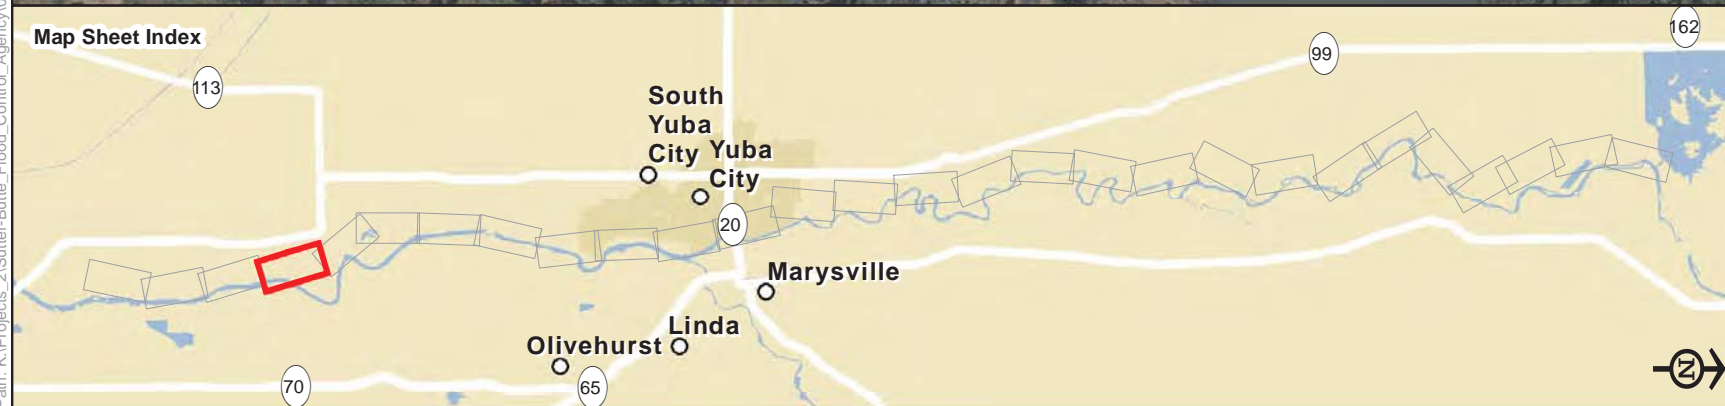 Map Sheet Index
162
99
113
South
Yuba
City
Yuba
City
20
Marysville
Linda
Olivehurst
70
65
N